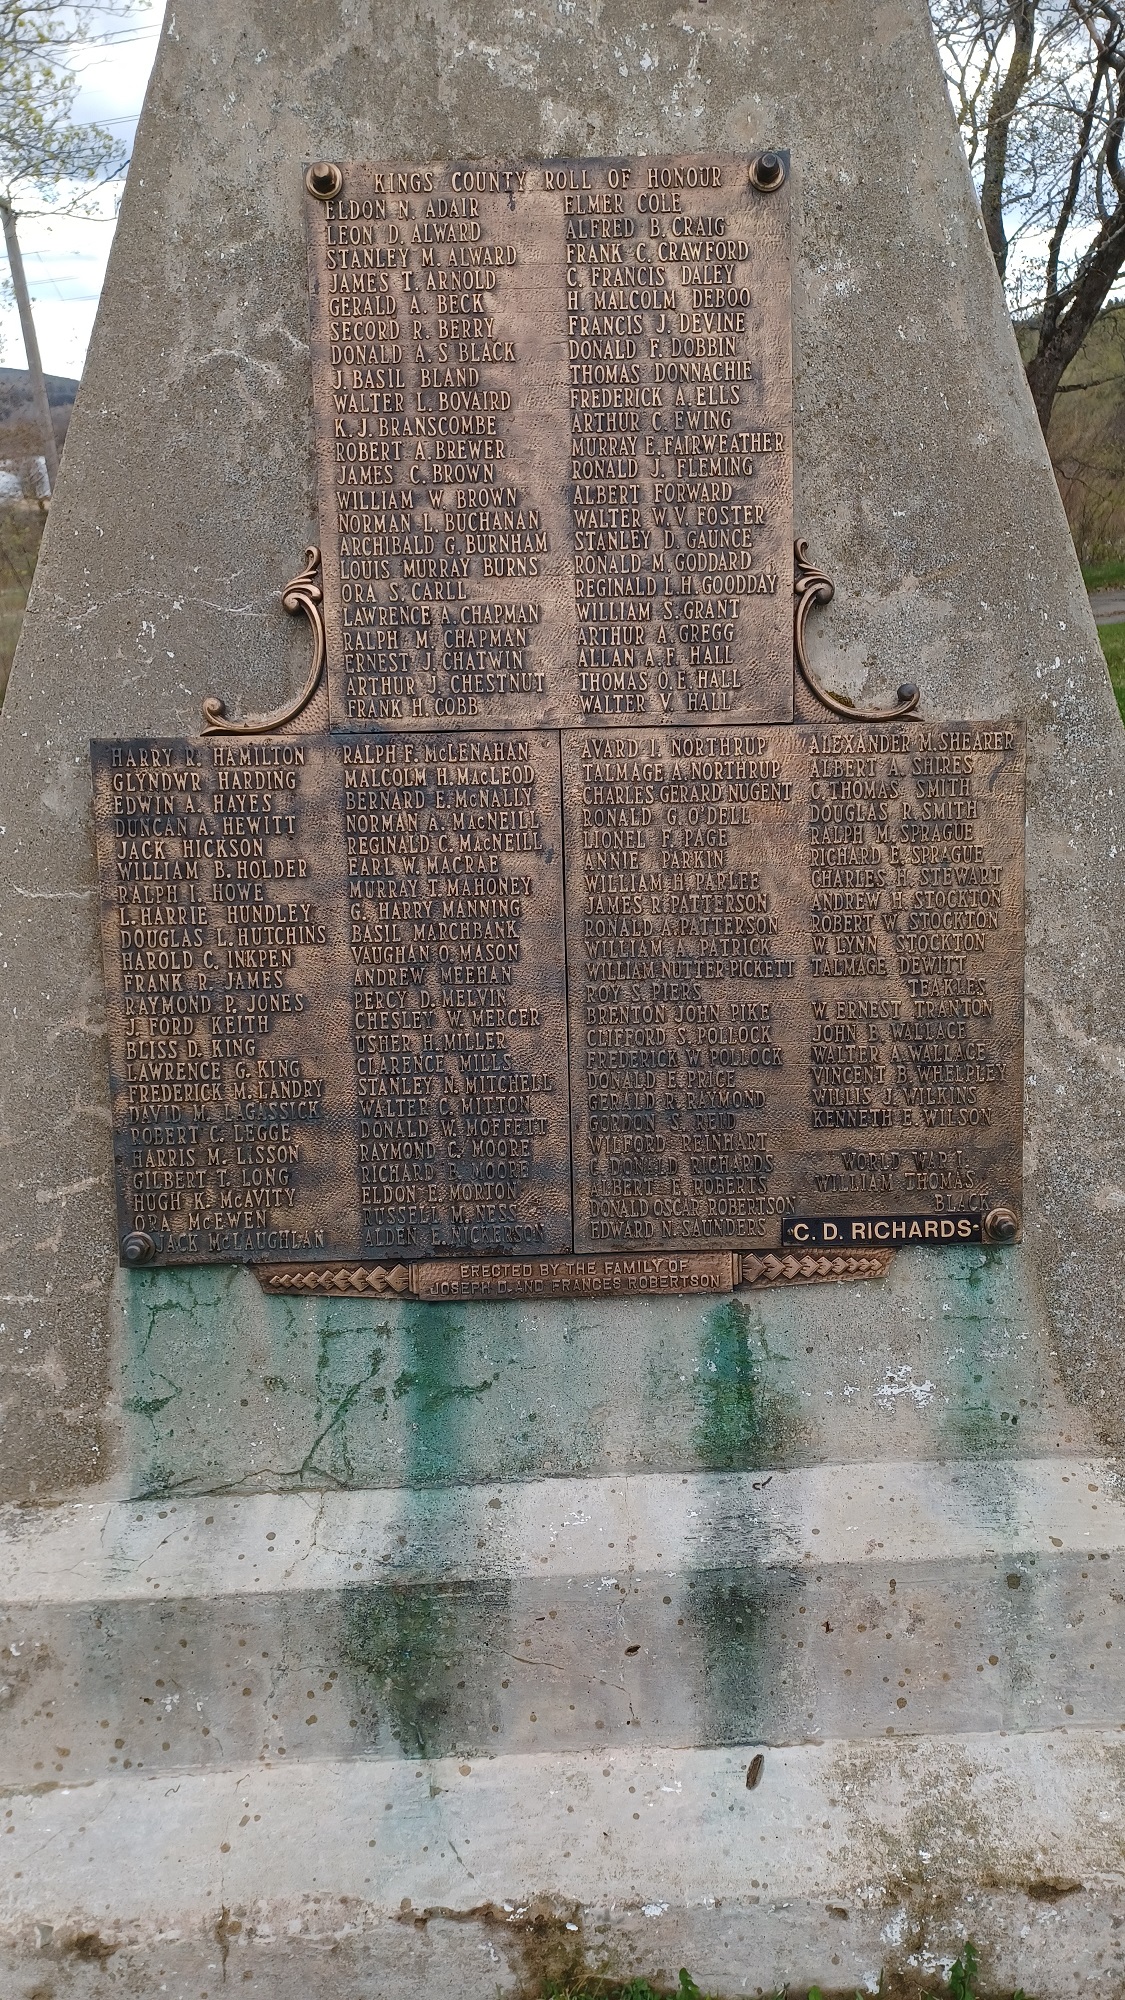 KINGS COUNTY ROLL OF HONOUR
ELDON N. ADAIR
LEON D. ALWARD
STANLEY M. ALWARD
JAMES T. ARNOLD
GERALD A. BECK
SECORD R. BERRY
DONALD A. S BLACK
J. BASIL BLAND
WALTER L. BOVAIRD
K. J. BRANSCOMBE
ROBERT A. BREWER
JAMES C. BROWN
WILLIAM W. BROWN
NORMAN L. BUCHANAN
ARCHIBALD G. BURNHAM
LOUIS MURRAY BURNS
ORA S. CARLL
LAWRENCE A. CHAPMAN
RALPH M. CHAPMAN
ERNEST J. CHATWIN
ARTHUR J. CHESTNUT
FRANK H. COBB
ELMER COLE
ALFRED B. CRAIG
FRANK C. CRAWFORD
C. FRANCIS DALEY
H. MALCOLM DEBOO
FRANCIS J. DEVINE
DONALD F. DOBBIN
THOMAS DONNACHIE
FREDERICK A. ELLS
ARTHUR C. EWING
MURRAY E. FAIRWEATHER
RONALD J. FLEMING
ALBERT FORWARD
WALTER W. V. FOSTER
STANLEY D. GAUNCE
RONALD M. GODDARD
REGINALD L. H. GOODDAY
WILLIAM S. GRANT
ARTHUR A. GREGG
ALLAN A. F. HALL
THOMAS O. E. HALL
WALTER V. HALL
HARRY R. HAMILTON
GLYNDWR HARDING
EDWIN A. HAYES
DUNCAN A. HEWITT
JACK HICKSON
WILLIAM B. HOLDER
RALPH I. HOWE
L. HARRIE HUNDLEY
DOUGLAS L. HUTCHINS
HAROLD C. INKPEN
FRANK R. JAMES
RAYMOND P. JONES
J. FORD KEITH
BLISS D. KING
LAWRENCE G. KING
FREDERICK M. LANDRY
DAVID M. LAGASSICK
ROBERT C. LEGGE
HARRIS M. LISSON
GILBERT T. LONG
HUGH K. McAVITY
ORA McEWEN
JACK McLAUGHLAN
RALPH F. McLENAHAN
MALCOLM H. MacLEOD
BERNARD E. McNALLY
NORMAN A. MacNEILL
REGINALD C. MacNEILL
EARL W. MACRAE
MURRAY T. MAHONEY
G. HARRY MANNING
BASIL MARCHBANK
VAUGHAN O. MASON
ANDREW MEEHAN
PERCY D. MELVIN
CHESLEY W. MERCER
USHER H. MILLER
CLARENCE MILLS
STANLEY N. MITCHELL
WALTER C. MITTON
DONALD W. MOFFETT
RAYMOND C. MOORE
RICHARD B. MOORE
ELDON E. MORTON
RUSSELL M. NESS
ALDEN E. NICKERSON
AVARD I. NORTHRUP
TALMAGE A. NORTHRUP
CHARLES GERARD NUGENT
RONALD G. O'DELL
LIONEL F. PAGE
ANNIE PARKIN
WILLIAM H. PARLEE
JAMES R. PATTERSON
RONALD A. PATTERSON
WILLIAM A. PATRICK
WILLIAM NUTTER PICKETT
ROY S. PIERS
BRENTON JOHN PIKE
CLIFFORD S. POLLOCK
FREDERICK W. POLLOCK
DONALD E. PRICE
GERALD R. RAYMOND
GORDON S. REID
WILFORD REINHART
C. DONALD RICHARDS
ALBERT E. ROBERTS
DONALD OSCAR ROBERTSON
EDWARD N. SAUNDERS
ALEXANDER M. SHEARER
ALBERT A. SHIRES
C. THOMAS SMITH
DOUGLAS R. SMITH
RALPH M. SPRAGUE
RICHARD E. SPRAGUE
CHARLES H. STEWART
ANDREW H. STOCKTON
ROBERT W. STOCKTON
W. LYNN STOCKTON
TALMAGE DEWITT
TEAKLES
W. ERNEST TRANTON
JOHN B. WALLACE
WALTER A. WALLACE
VINCENT B. WHELPLEY
WILLIS J. WILKINS
KENNETH E. WILSON
WORLD WAR I.
WILLIAM THOMAS
BLACK
C. D. RICHARDS
ERECTED BY THE FAMILY OF
JOSEPH D. AND FRANCES ROBERTSON